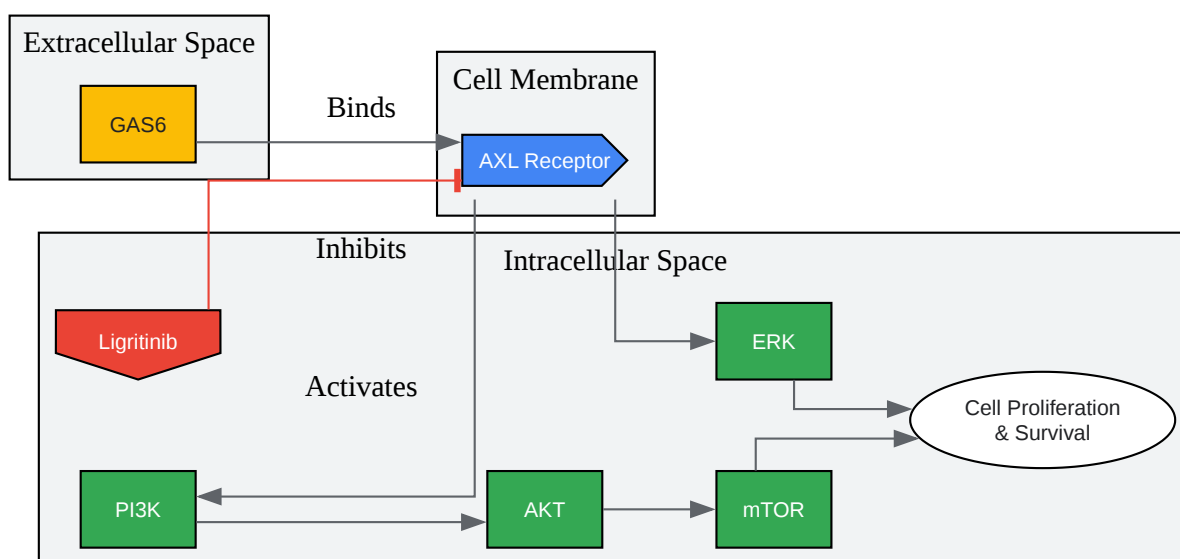 Extracellular Space
GAS6
Binds
Cell Membrane
AXL Receptor
Inhibits
Intracellular Space
Ligritinib
ERK
Activates
Cell Proliferation
& Survival
PI3K
AKT
mTOR